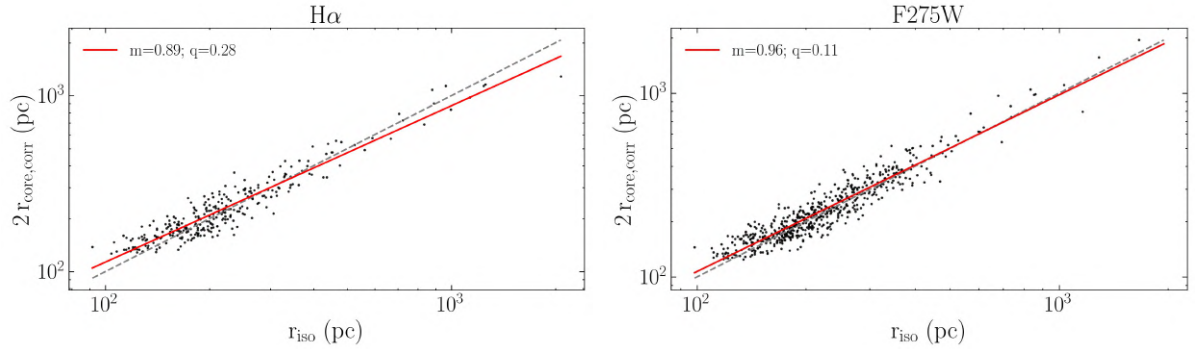 Hα
m=0.89; q=0.28
10³
10²
2 r_core,corr (pc)
10² 10³
r_iso (pc)
F275W
m=0.96; q=0.11
10³
10²
2 r_core,corr (pc)
10² 10³
r_iso (pc)